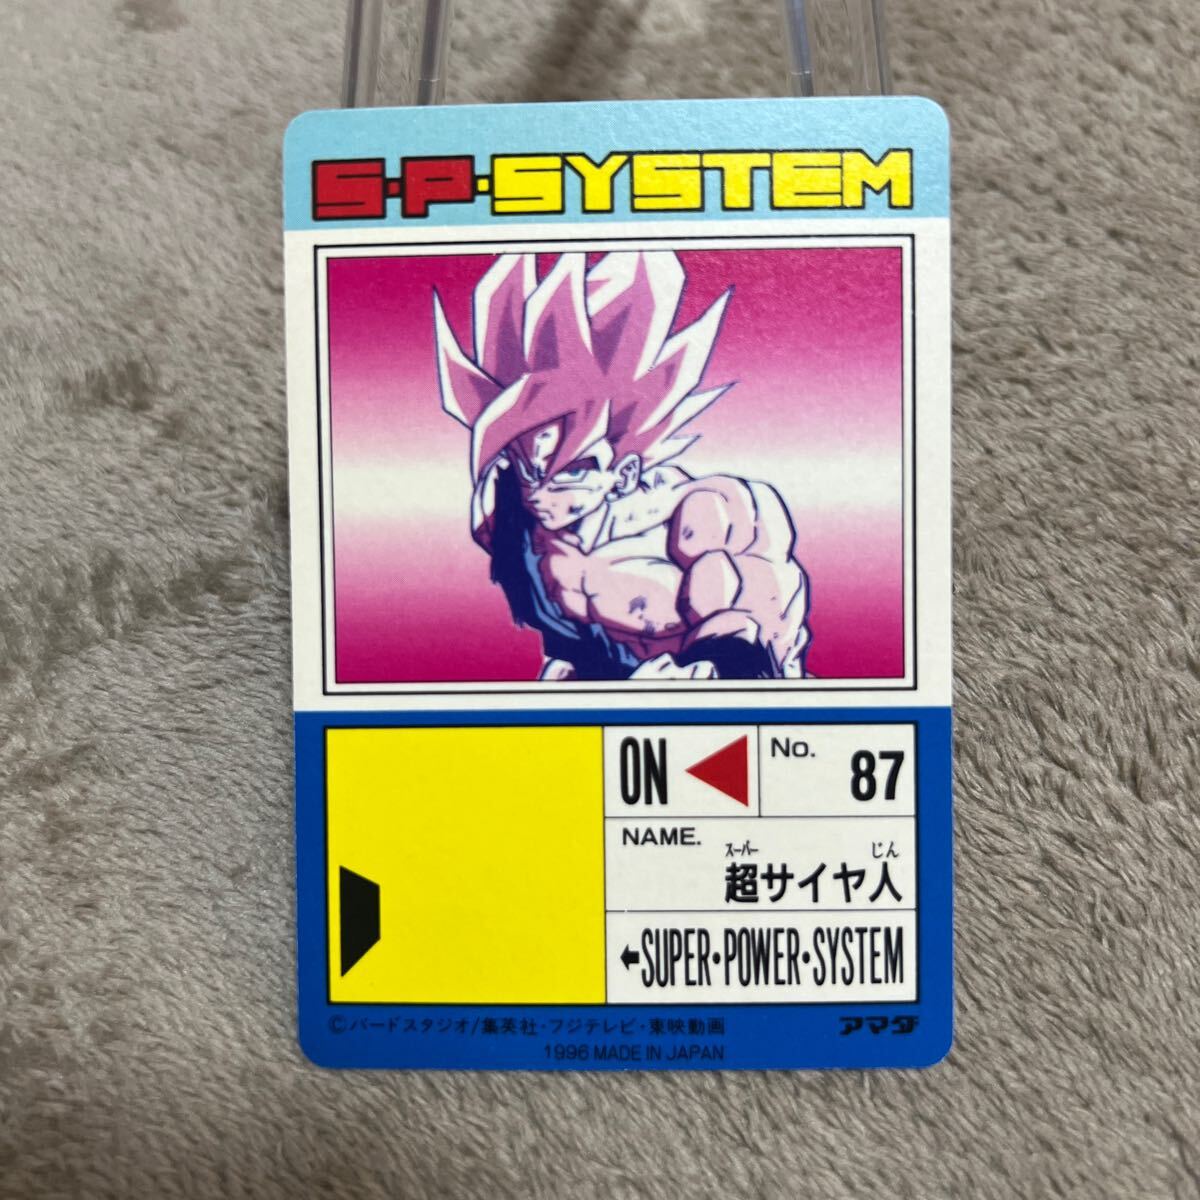 S·P·SYSTEM
ON No. 87
NAME.
スーパー じん
超サイヤ人
←SUPER·POWER·SYSTEM
©バードスタジオ/集英社・フジテレビ・東映動画 アマダ
1996 MADE IN JAPAN